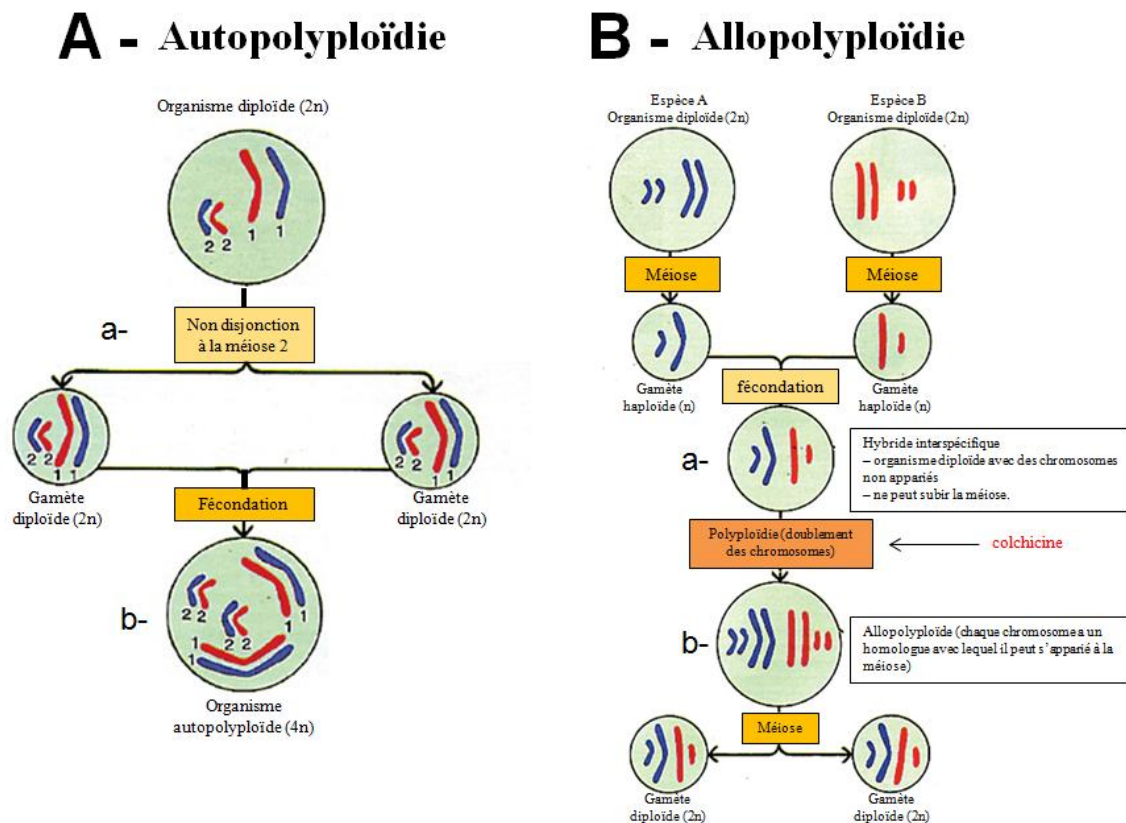 A - Autopolyploïdie
Organisme diploïde (2n)
2 2 1 1
a-
Non disjonction
à la méiose 2
2 2 1 1
Gamète
diploïde (2n)
2 2 1 1
Gamète
diploïde (2n)
Fécondation
b-
2 2
2 2
1 1
1
1
Organisme
autopolyploïde (4n)
B - Allopolyploïdie
Espèce A
Organisme diploïde (2n)
Espèce B
Organisme diploïde (2n)
Méiose
Méiose
Gamète
haploïde (n)
fécondation
Gamète
haploïde (n)
a-
Hybride interspécifique
– organisme diploïde avec des chromosomes
non appariés
– ne peut subir la méiose.
Polyploïdie (doublement
des chromosomes)
colchicine
b-
Allopolyploïde (chaque chromosome a un
homologue avec lequel il peut s'apparié à la
méiose)
Méiose
Gamète
diploïde (2n)
Gamète
diploïde (2n)